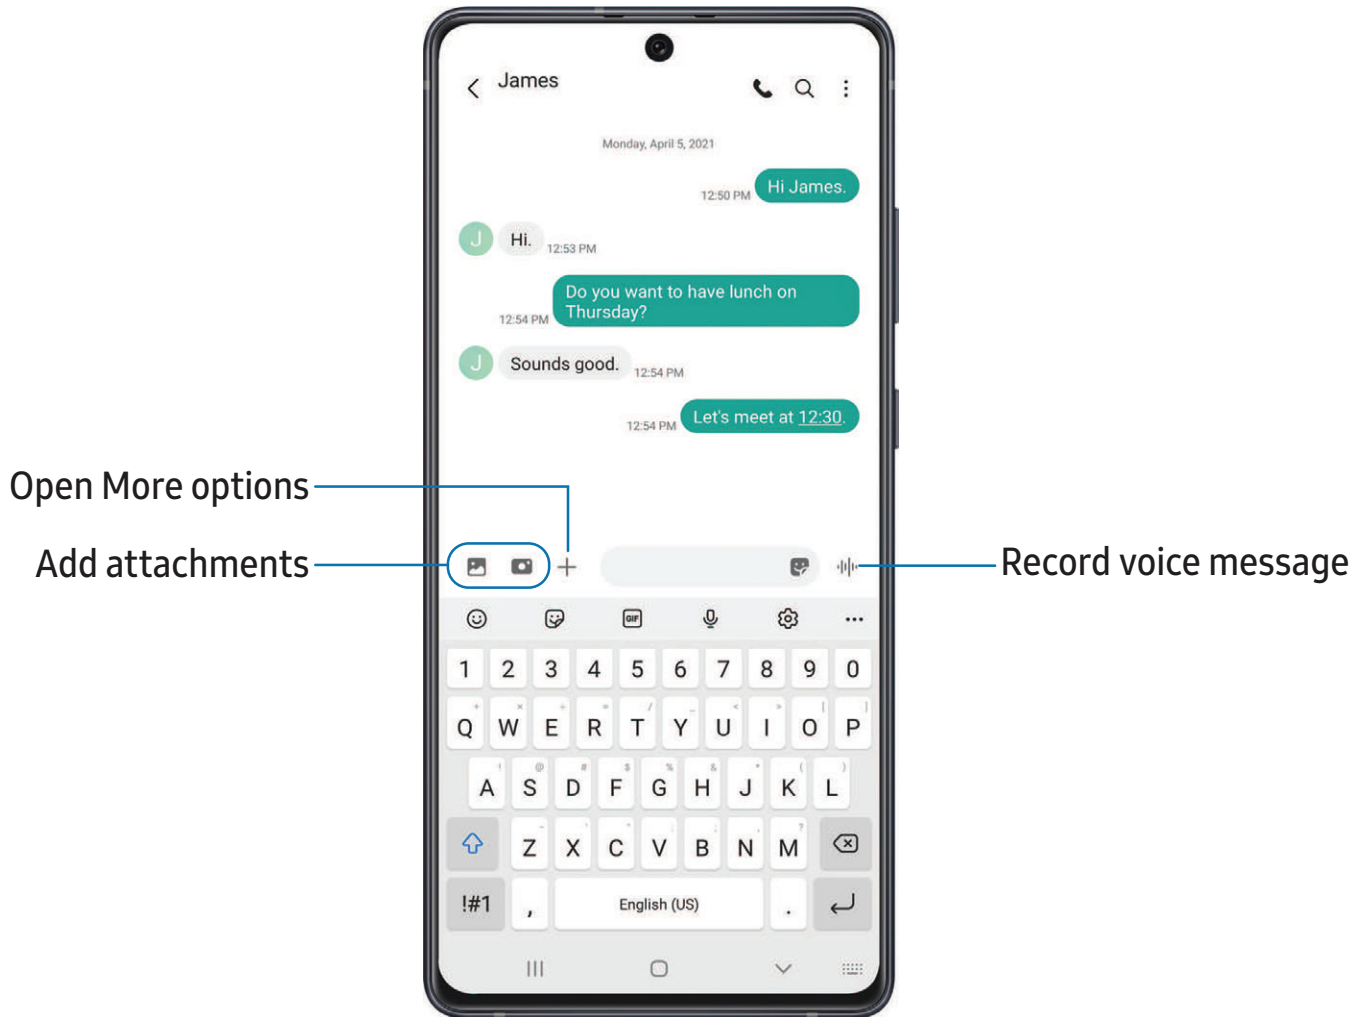 James
Monday, April 5, 2021
12:50 PM Hi James.
J Hi. 12:53 PM
Do you want to have lunch on
12:54 PM Thursday?
J Sounds good. 12:54 PM
12:54 PM Let's meet at 12:30.
Open More options
Add attachments
Record voice message
GIF
1 2 3 4 5 6 7 8 9 0
+ × ÷ = / _ < > [ ]
Q W E R T Y U I O P
! @ # $ % & * ( )
A S D F G H J K L
- ' " : ; , ?
Z X C V B N M
!#1 , English (US) .